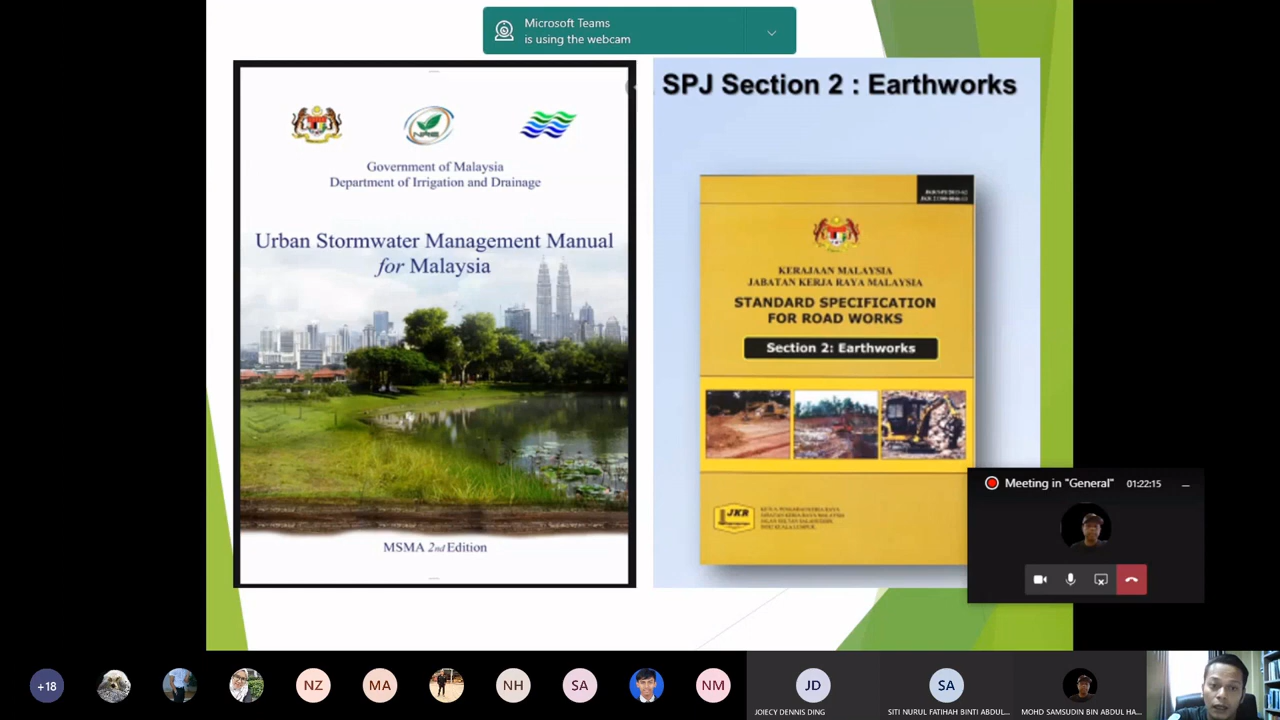 Microsoft Teams
is using the webcam
Government of Malaysia
Department of Irrigation and Drainage
Urban Stormwater Management Manual
for Malaysia
MSMA 2nd Edition
SPJ Section 2 : Earthworks
KERAJAAN MALAYSIA
JABATAN KERJA RAYA MALAYSIA
STANDARD SPECIFICATION
FOR ROAD WORKS
Section 2: Earthworks
JKR
Meeting in "General" 01:22:15
+18
NZ
MA
NH
SA
NM
JD
SA
JOIECY DENNIS DING
SITI NURUL FATIHAH BINTI ABDUL...
MOHD SAMSUDIN BIN ABDUL HA...